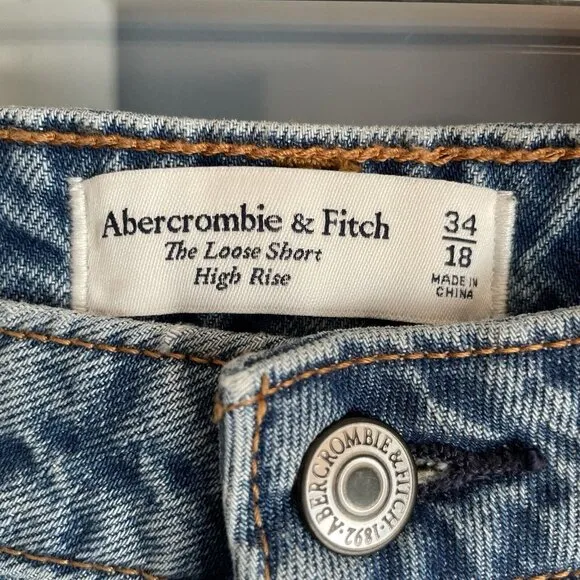 Abercrombie & Fitch
The Loose Short
High Rise
34
18
MADE IN
CHINA
ABERCROMBIE & FITCH · 1892 ·